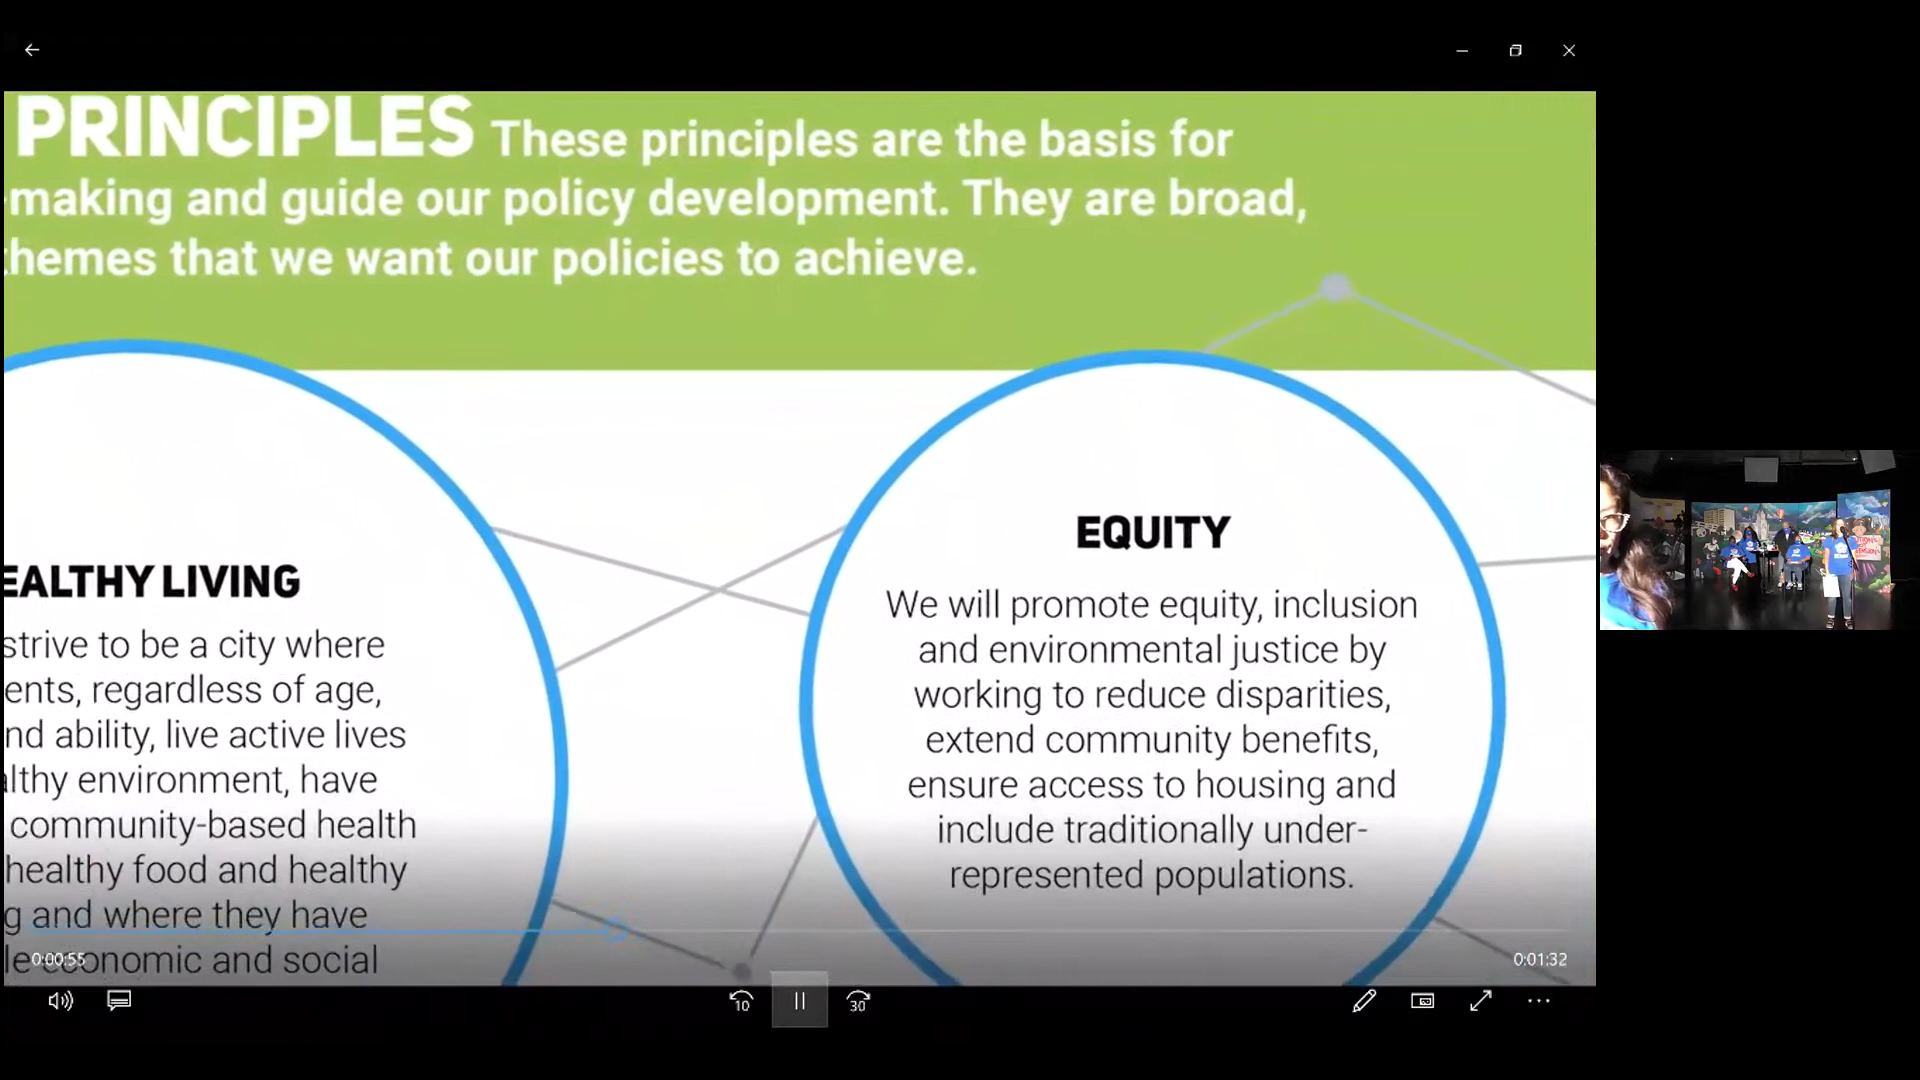 PRINCIPLES These principles are the basis for
-making and guide our policy development. They are broad,
themes that we want our policies to achieve.
EALTHY LIVING
strive to be a city where
ents, regardless of age,
nd ability, live active lives
althy environment, have
community-based health
healthy food and healthy
g and where they have
le economic and social
EQUITY
We will promote equity, inclusion
and environmental justice by
working to reduce disparities,
extend community benefits,
ensure access to housing and
include traditionally under-
represented populations.
0:00:55
0:01:32
10
30